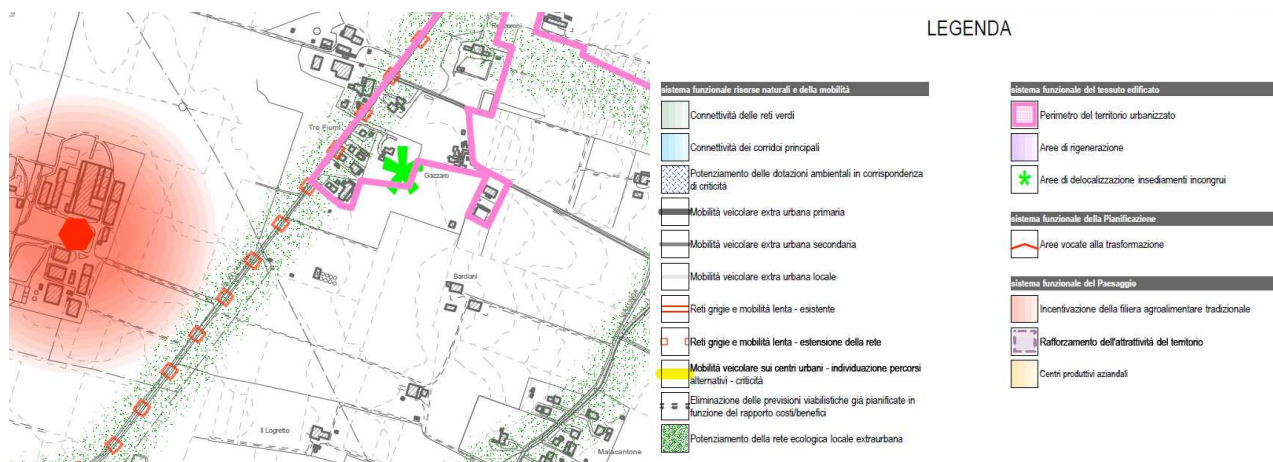 Tre Fiumi
Gazzaro
Bardiani
Il Logretto
Malacantone
LEGENDA
sistema funzionale risorse naturali e della mobilità
Connettività delle reti verdi
Connettività dei corridoi principali
Potenziamento delle dotazioni ambientali in corrispondenza
di criticità
Mobilità veicolare extra urbana primaria
Mobilità veicolare extra urbana secondaria
Mobilità veicolare extra urbana locale
Reti grigie e mobilità lenta - esistente
Reti grigie e mobilità lenta - estensione della rete
Mobilità veicolare sui centri urbani - individuazione percorsi
alternativi - criticità
Eliminazione delle previsioni viabilistiche già pianificate in
funzione del rapporto costi/benefici
Potenziamento della rete ecologica locale extraurbana
sistema funzionale del tessuto edificato
Perimetro del territorio urbanizzato
Aree di rigenerazione
Aree di delocalizzazione insediamenti incongrui
sistema funzionale della Pianificazione
Aree vocate alla trasformazione
sistema funzionale del Paesaggio
Incentivazione della filiera agroalimentare tradizionale
Rafforzamento dell'attrattività del territorio
Centri produttivi aziandali